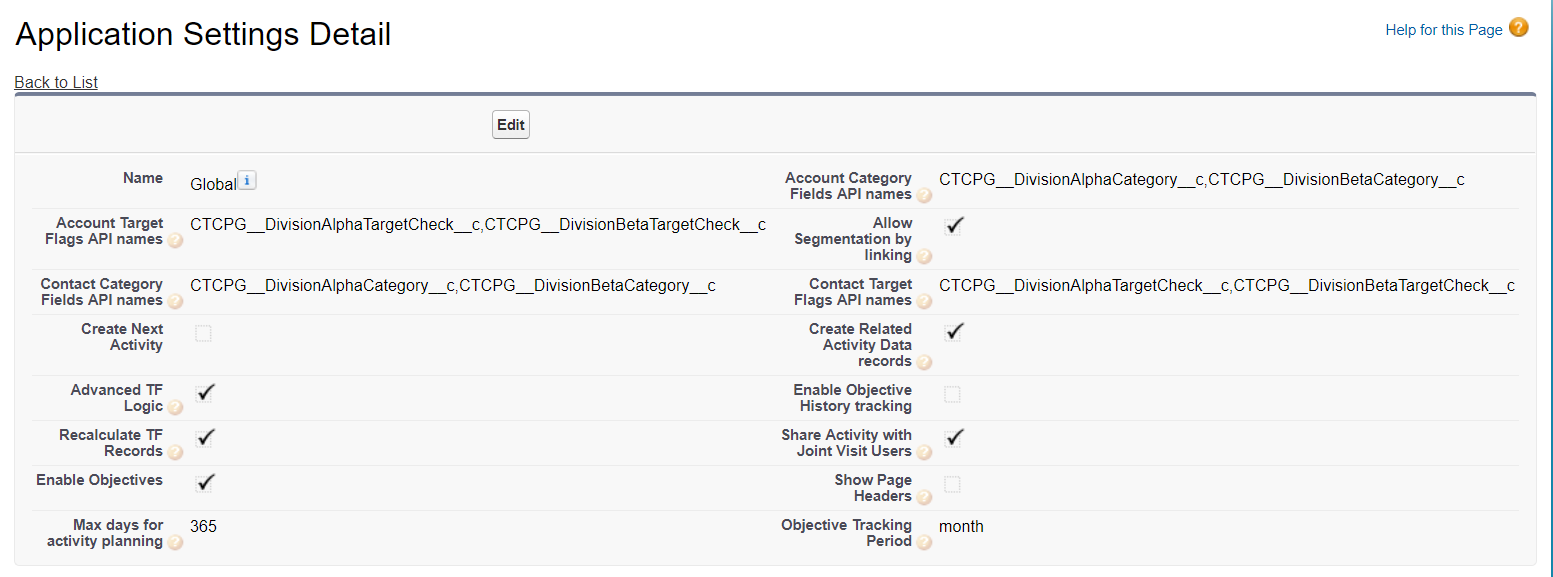 Application Settings Detail
Help for this Page ?
Back to List
Edit
Name
Global i
Account Category
Fields API names ?
CTCPG__DivisionAlphaCategory__c,CTCPG__DivisionBetaCategory__c
Account Target
Flags API names ?
CTCPG__DivisionAlphaTargetCheck__c,CTCPG__DivisionBetaTargetCheck__c
Allow
Segmentation by
linking ?
Contact Category
Fields API names ?
CTCPG__DivisionAlphaCategory__c,CTCPG__DivisionBetaCategory__c
Contact Target
Flags API names ?
CTCPG__DivisionAlphaTargetCheck__c,CTCPG__DivisionBetaTargetCheck__c
Create Next
Activity
Create Related
Activity Data
records ?
Advanced TF
Logic ?
Enable Objective
History tracking
Recalculate TF
Records ?
Share Activity with
Joint Visit Users ?
Enable Objectives
Show Page
Headers ?
Max days for
activity planning ?
365
Objective Tracking
Period ?
month